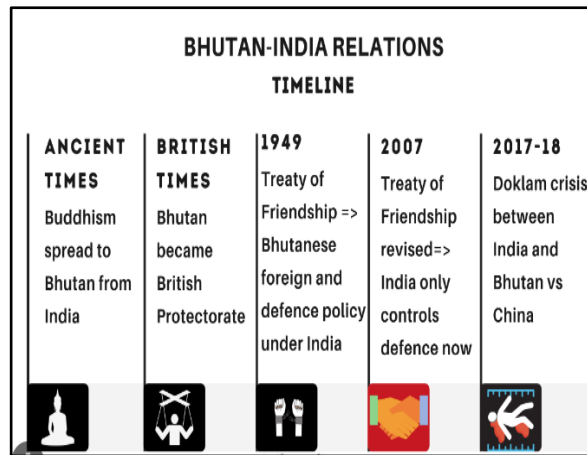 BHUTAN-INDIA RELATIONS
TIMELINE
ANCIENT
TIMES
Buddhism
spread to
Bhutan from
India
BRITISH
TIMES
Bhutan
became
British
Protectorate
1949
Treaty of
Friendship =>
Bhutanese
foreign and
defence policy
under India
2007
Treaty of
Friendship
revised=>
India only
controls
defence now
2017-18
Doklam crisis
between
India and
Bhutan vs
China